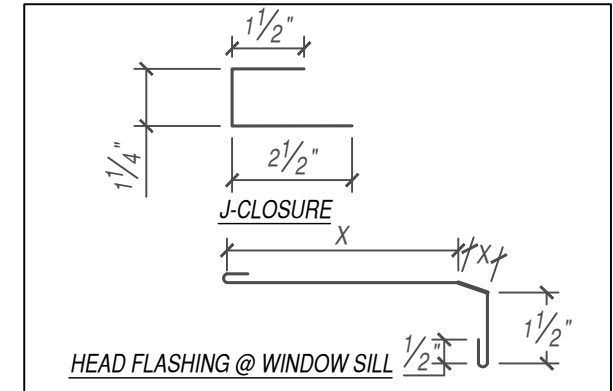 1 1/2"
1 1/4"
2 1/2"
J-CLOSURE
X
X
1 1/2"
1/2"
HEAD FLASHING @ WINDOW SILL